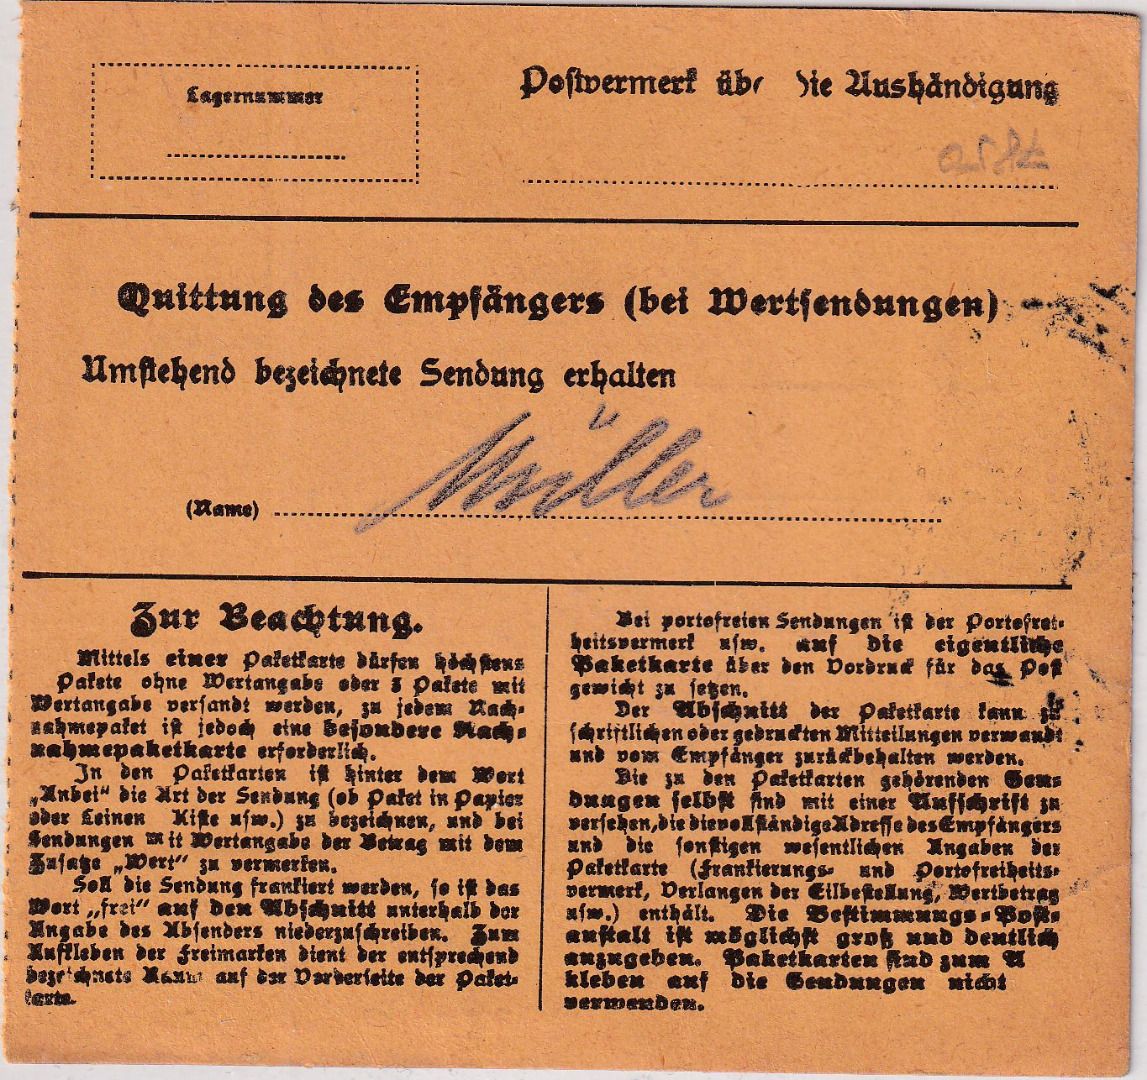 Lagernummer
Postvermerk üb die Aushändigung
Quittung des Empfängers (bei Wertsendungen)
Umstehend bezeichnete Sendung erhalten
Müller
(Name)
Zur Beachtung.
Mittels einer Paketkarte dürfen höchstens
Pakete ohne Wertangabe oder 3 Pakete mit
Wertangabe versandt werden, zu jedem Nach-
nahmepaket ist jedoch eine besondere Nach-
nahmepaketkarte erforderlich.
In den Paketkarten ist hinter dem Wort
„Anbei" die Art der Sendung (ob Paket in Papier
oder Leinen Kiste usw.) zu bezeichnen, und bei
Sendungen mit Wertangabe der Betrag mit dem
Zusatze „Wert" zu vermerken.
Soll die Sendung frankiert werden, so ist das
Wort „frei" auf den Abschnitt unterhalb der
Angabe des Absenders niederzuschreiben. Zum
Aufkleben der Freimarken dient der entsprechend
bezeichnete Raum auf der Vorderseite der Paket-
karte.
Bei portofreien Sendungen ist der Portofrei-
heitsvermerk usw. auf die eigentliche
Paketkarte über den Vordruck für das Post
gewicht zu setzen.
Der Abschnitt der Paketkarte kann zu
schriftlichen oder gedruckten Mitteilungen verwandt
und vom Empfänger zurückbehalten werden.
Die zu den Paketkarten gehörenden Sen-
dungen selbst sind mit einer Aufschrift zu
versehen, die die vollständige Adresse des Empfängers
und die sonstigen wesentlichen Angaben der
Paketkarte (Frankierungs- und Portofreiheits-
vermerk, Verlangen der Eilbestellung, Wertbetrag
usw.) enthält. Die Bestimmungs-Post-
anstalt ist möglichst groß und deutlich
anzugeben. Paketkarten sind zum A
kleben auf die Sendungen nicht
verwenden.